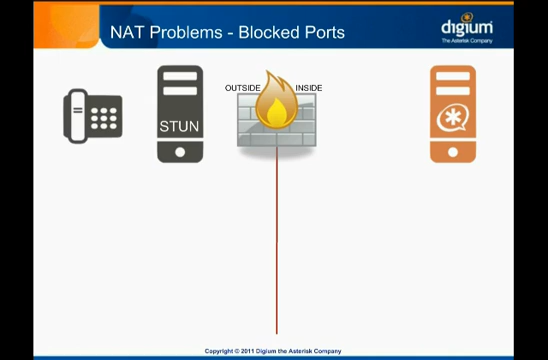 NAT Problems - Blocked Ports
digium
The Asterisk Company
OUTSIDE
INSIDE
STUN
Copyright © 2011 Digium the Asterisk Company